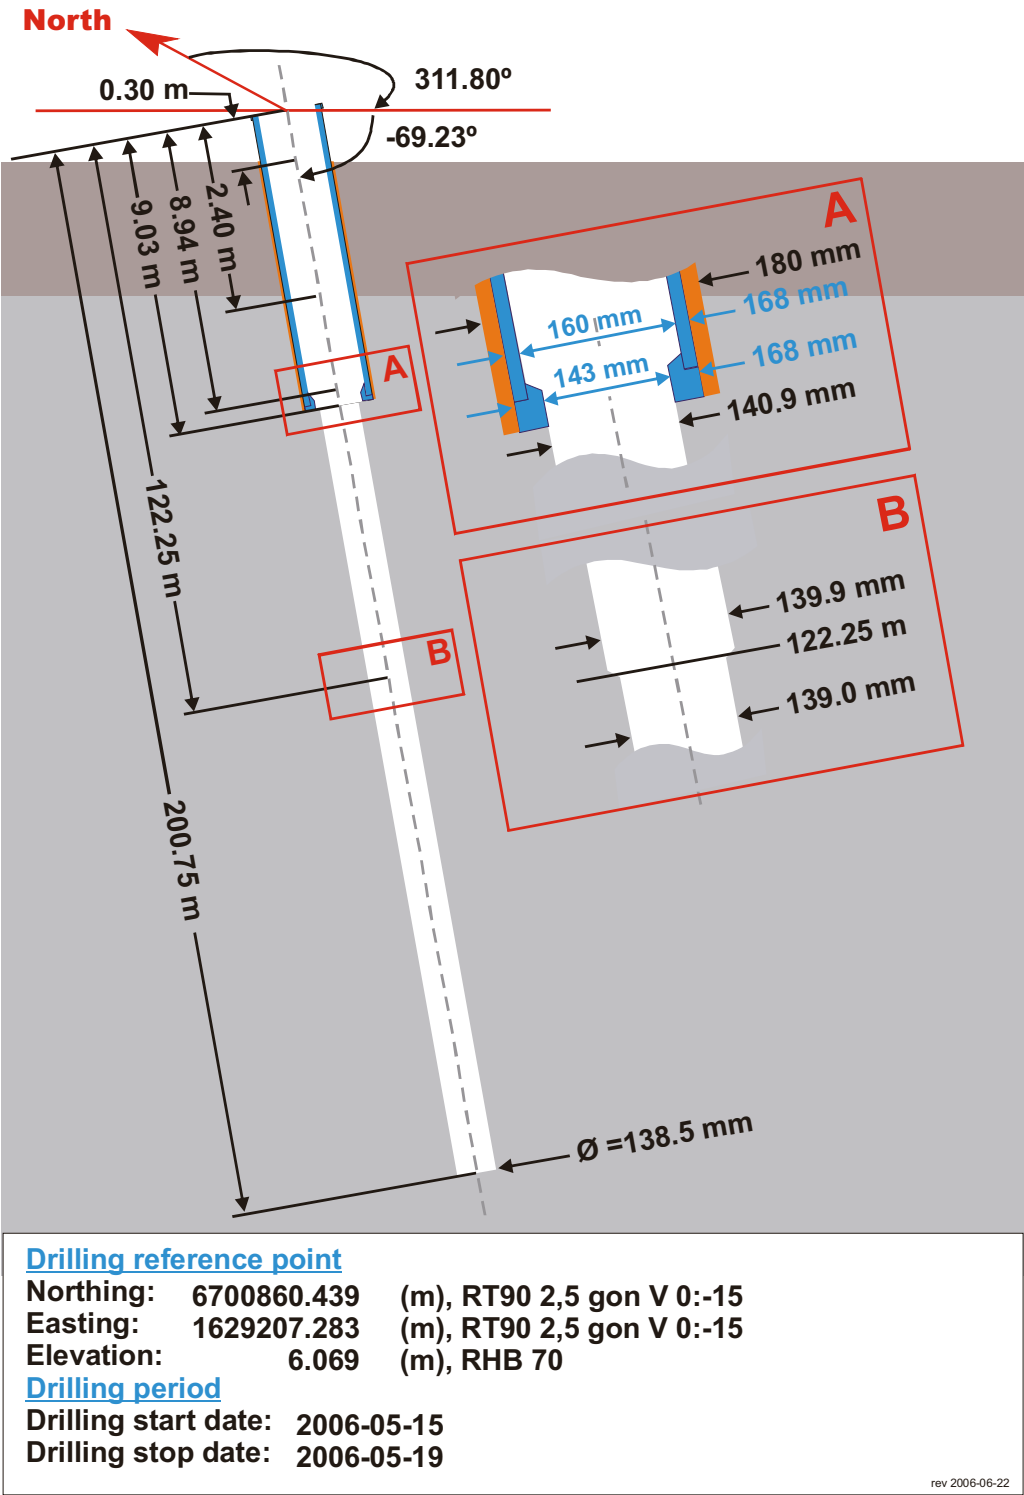 North
0.30 m
311.80º
-69.23º
2.40 m
8.94 m
9.03 m
122.25 m
200.75 m
A
B
A
180 mm
168 mm
160 mm
168 mm
143 mm
140.9 mm
B
139.9 mm
122.25 m
139.0 mm
Ø =138.5 mm
Drilling reference point
Northing: 6700860.439 (m), RT90 2,5 gon V 0:-15
Easting: 1629207.283 (m), RT90 2,5 gon V 0:-15
Elevation: 6.069 (m), RHB 70
Drilling period
Drilling start date: 2006-05-15
Drilling stop date: 2006-05-19
rev 2006-06-22